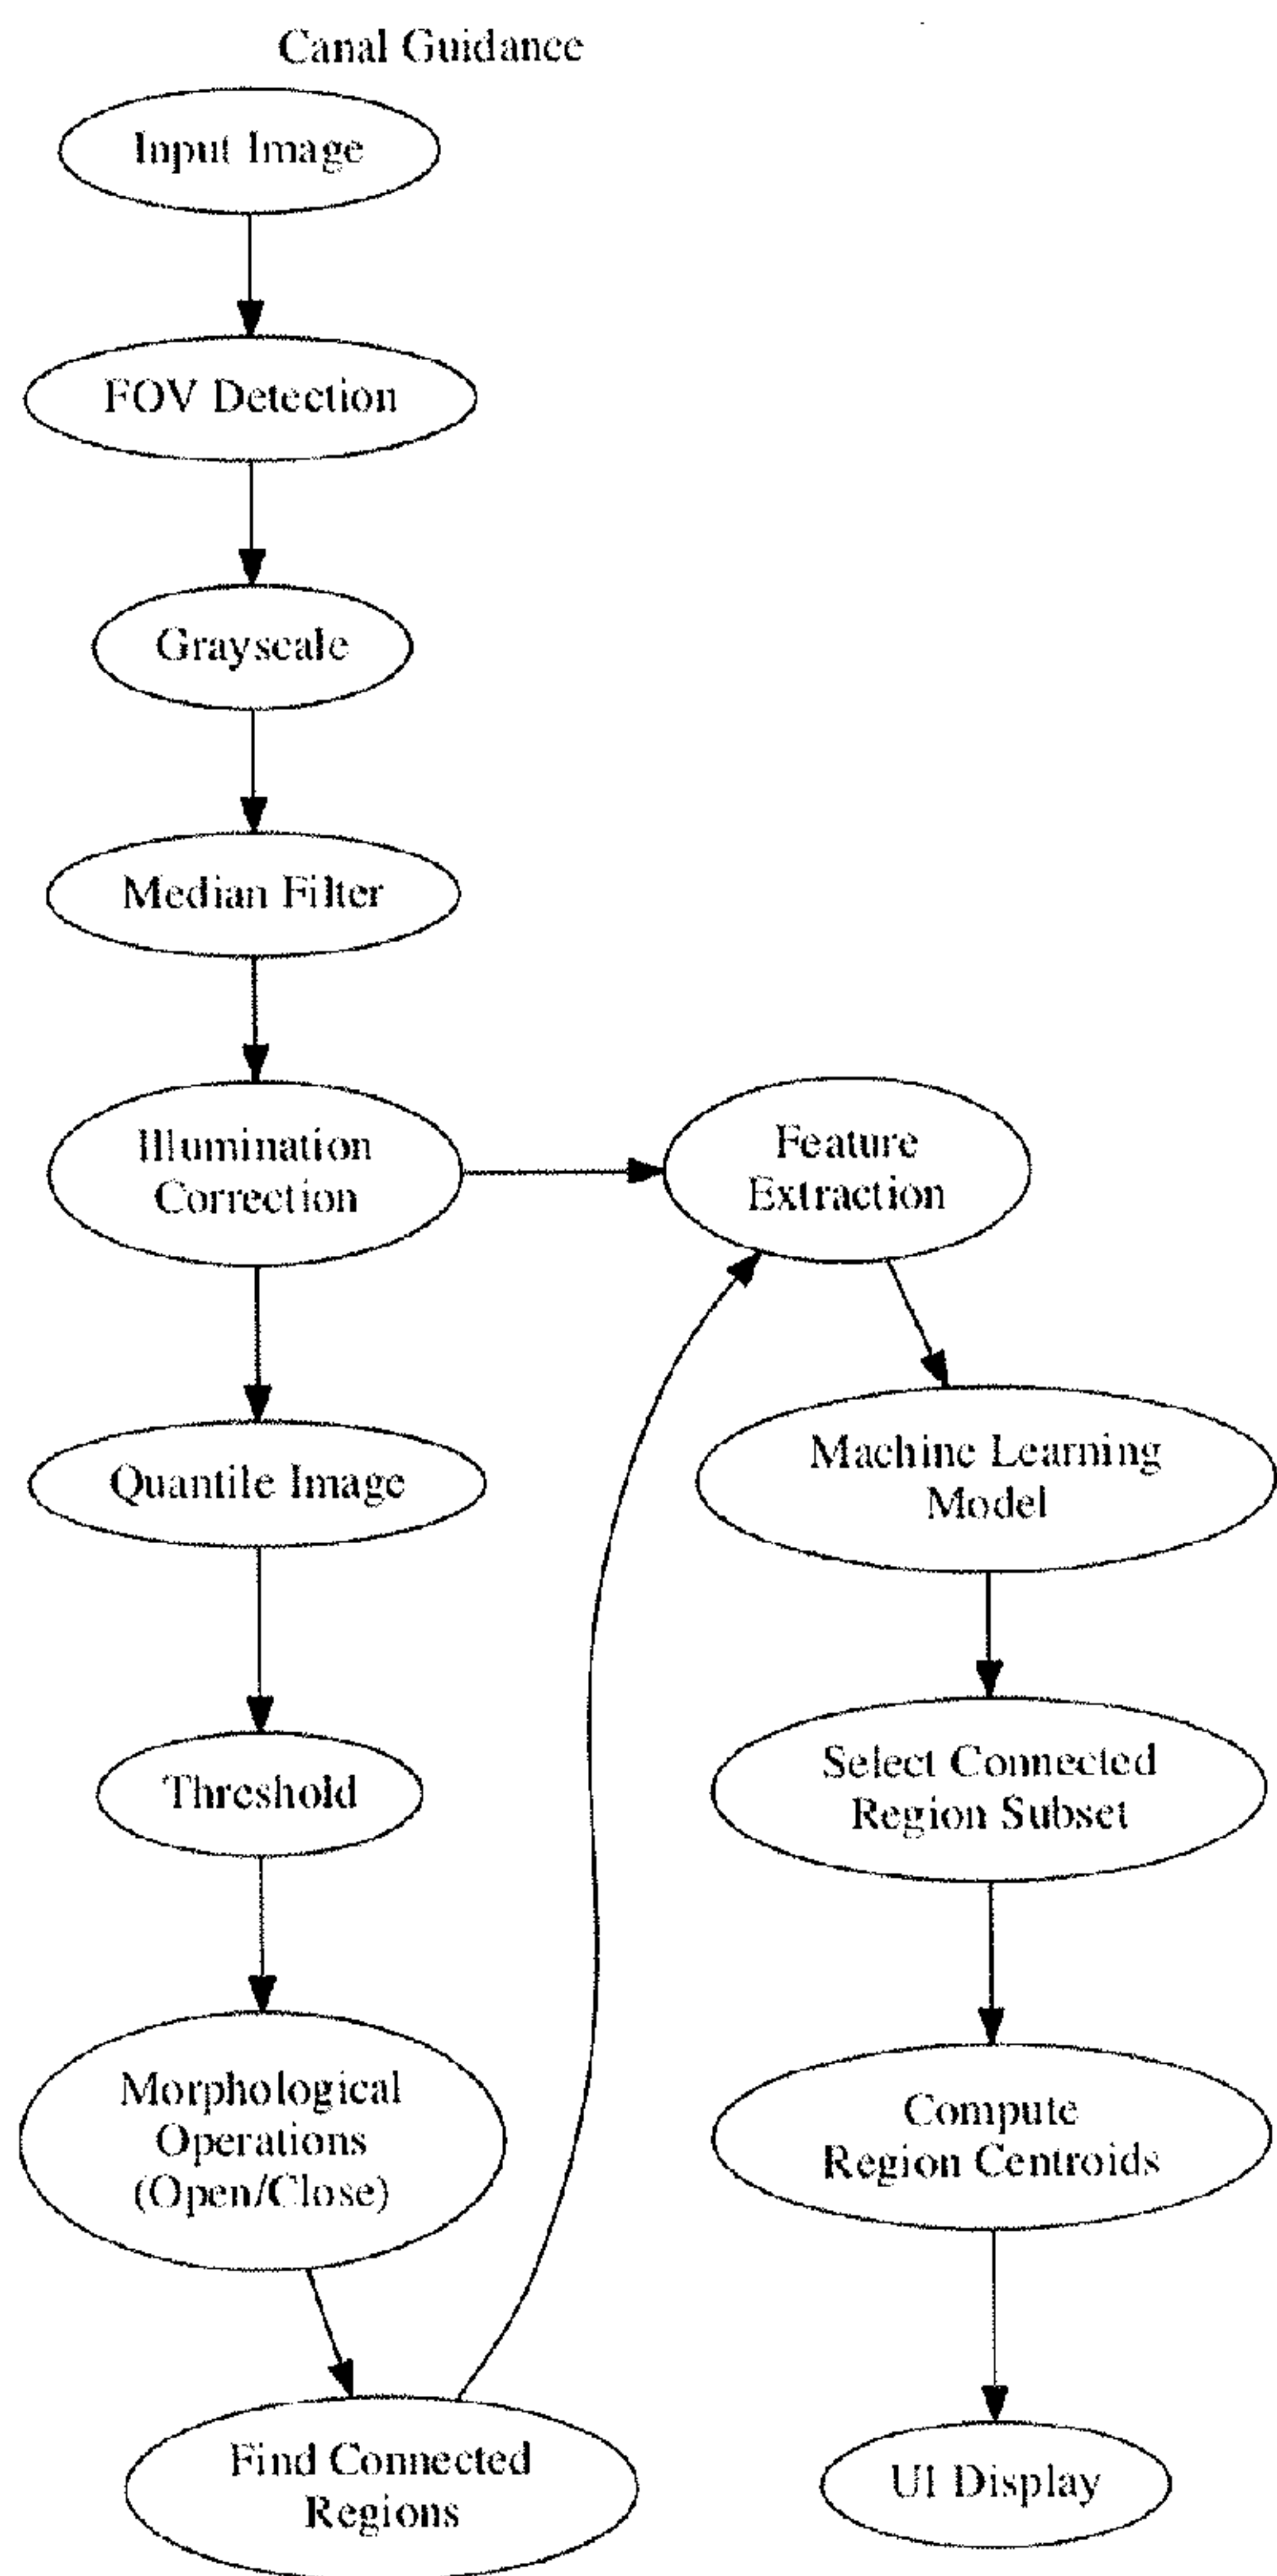 Canal Guidance
Input Image
FOV Detection
Grayscale
Median Filter
Illumination
Correction
Feature
Extraction
Quantile Image
Machine Learning
Model
Threshold
Select Connected
Region Subset
Morphological
Operations
(Open/Close)
Compute
Region Centroids
Find Connected
Regions
UI Display